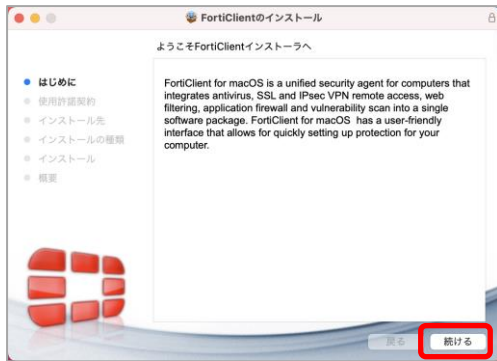 FortiClientのインストール
ようこそFortiClientインストーラへ
はじめに
使用許諾契約
インストール先
インストールの種類
インストール
概要
FortiClient for macOS is a unified security agent for computers that
integrates antivirus, SSL and IPsec VPN remote access, web
filtering, application firewall and vulnerability scan into a single
software package. FortiClient for macOS  has a user-friendly
interface that allows for quickly setting up protection for your
computer.
戻る
続ける